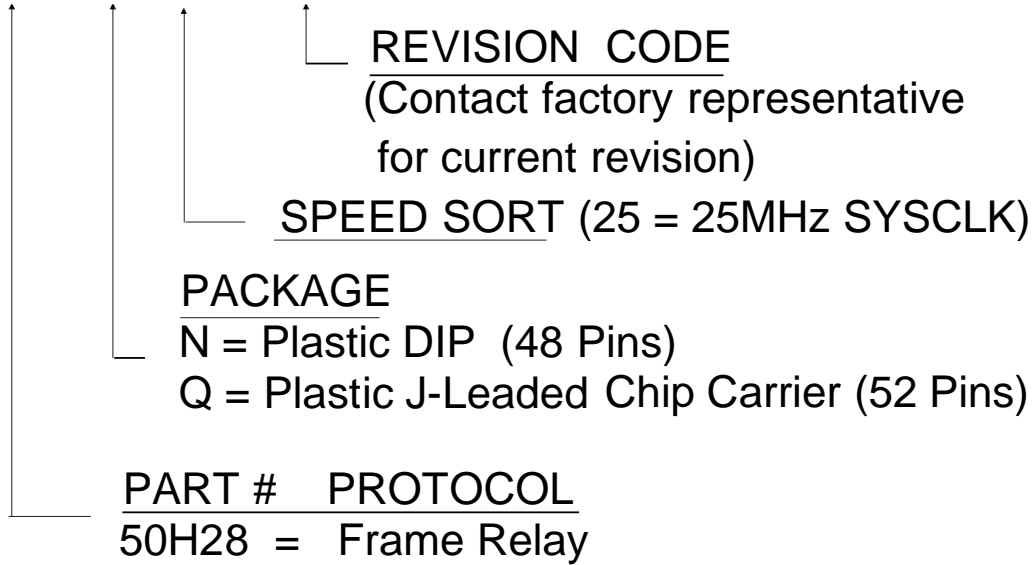 REVISION CODE
(Contact factory representative
for current revision)
SPEED SORT (25 = 25MHz SYSCLK)
PACKAGE
N = Plastic DIP (48 Pins)
Q = Plastic J-Leaded Chip Carrier (52 Pins)
PART # PROTOCOL
50H28 = Frame Relay